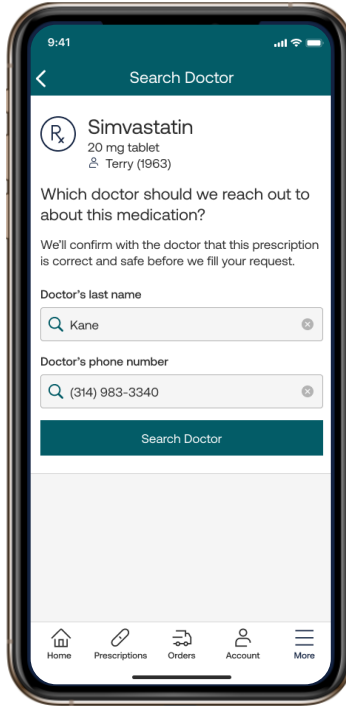 9:41
Search Doctor
Rx
Simvastatin
20 mg tablet
Terry (1963)
Which doctor should we reach out to
about this medication?
We'll confirm with the doctor that this prescription
is correct and safe before we fill your request.
Doctor's last name
Kane
Doctor's phone number
(314) 983-3340
Search Doctor
Home Prescriptions Orders Account More